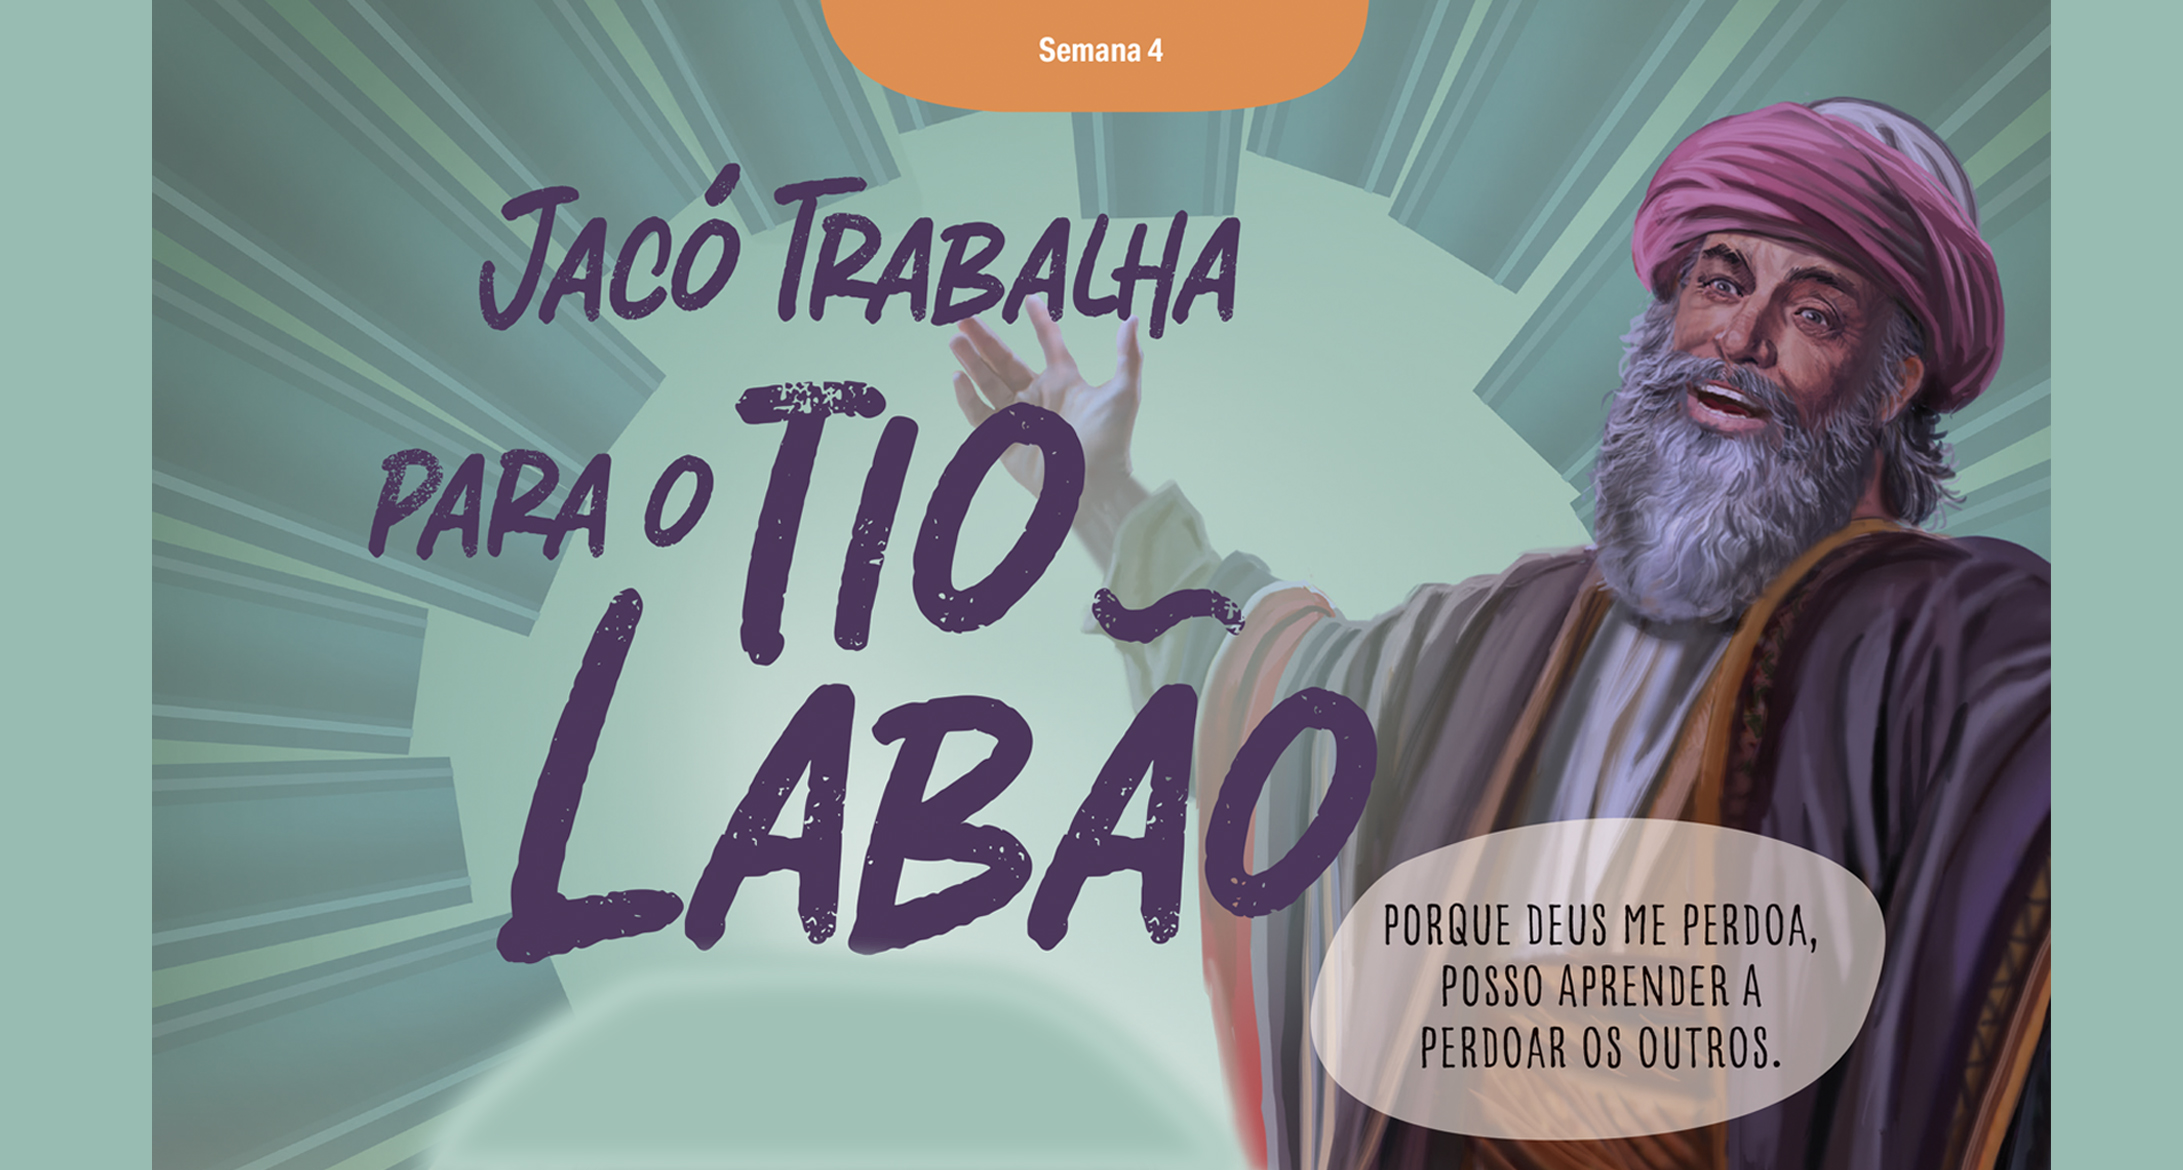 Semana 4
JACÓ TRABALHA
PARA O TIO
LABÃO
PORQUE DEUS ME PERDOA,
POSSO APRENDER A
PERDOAR OS OUTROS.